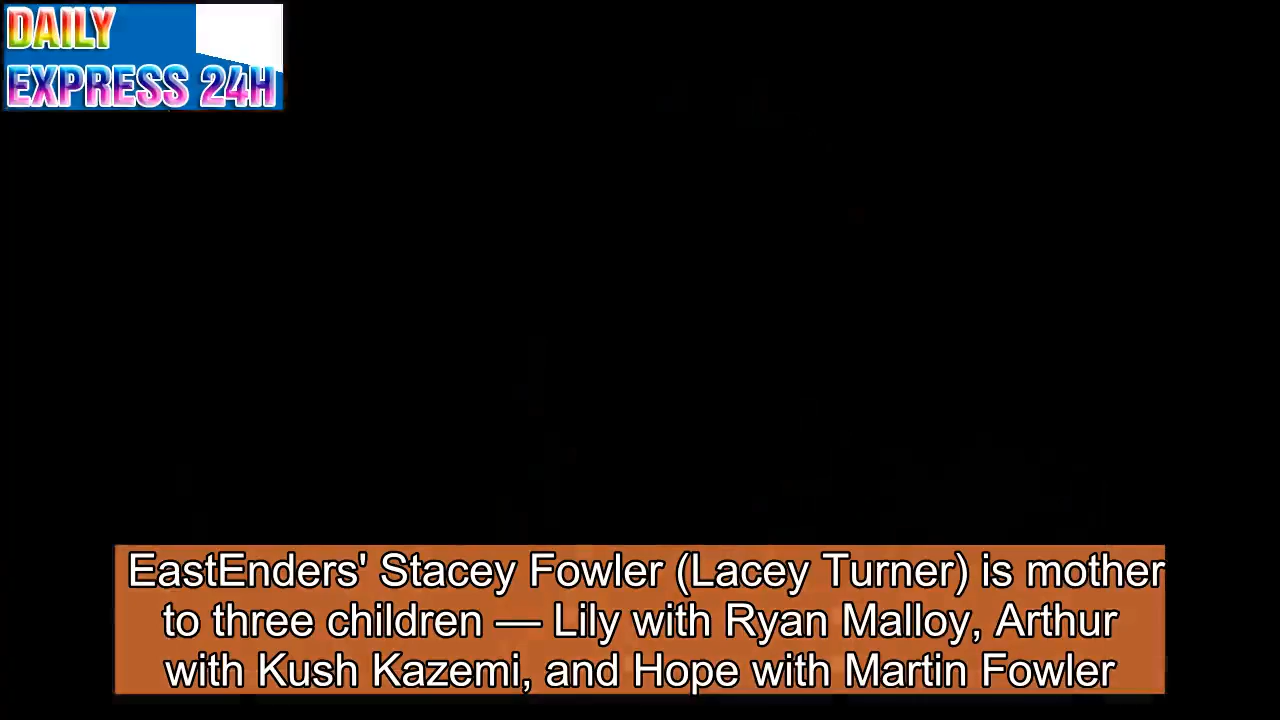 DAILY
EXPRESS 24H
EastEnders' Stacey Fowler (Lacey Turner) is mother
to three children — Lily with Ryan Malloy, Arthur
with Kush Kazemi, and Hope with Martin Fowler